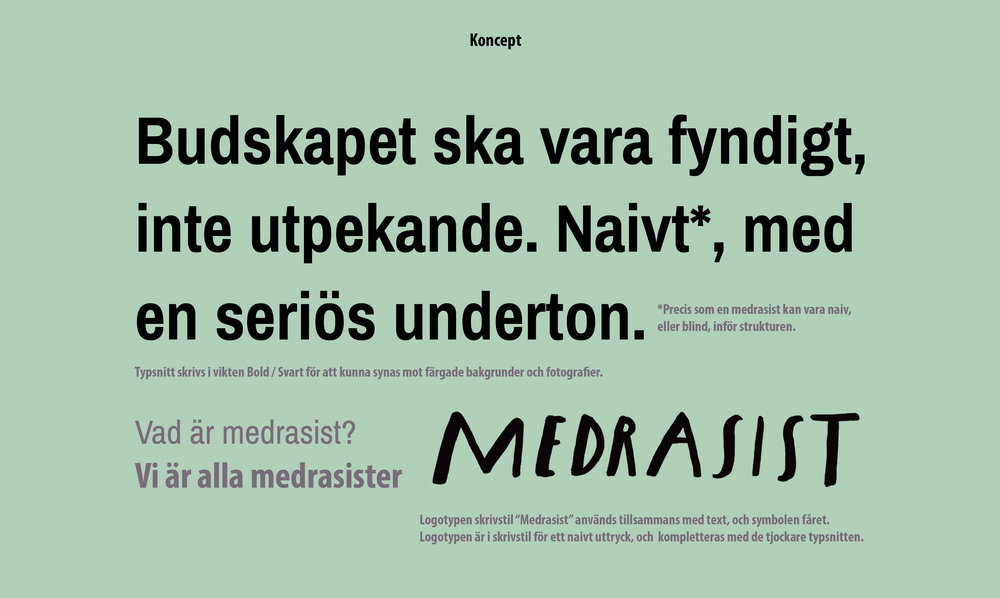 Koncept
Budskapet ska vara fyndigt,
inte utpekande. Naivt*, med
en seriös underton.
*Precis som en medrasist kan vara naiv,
eller blind, inför strukturen.
Typsnitt skrivs i vikten Bold / Svart för att kunna synas mot färgade bakgrunder och fotografier.
Vad är medrasist?
Vi är alla medrasister
MEDRASIST
Logotypen skrivstil “Medrasist” används tillsammans med text, och symbolen fåret.
Logotypen är i skrivstil för ett naivt uttryck, och kompletteras med de tjockare typsnitten.